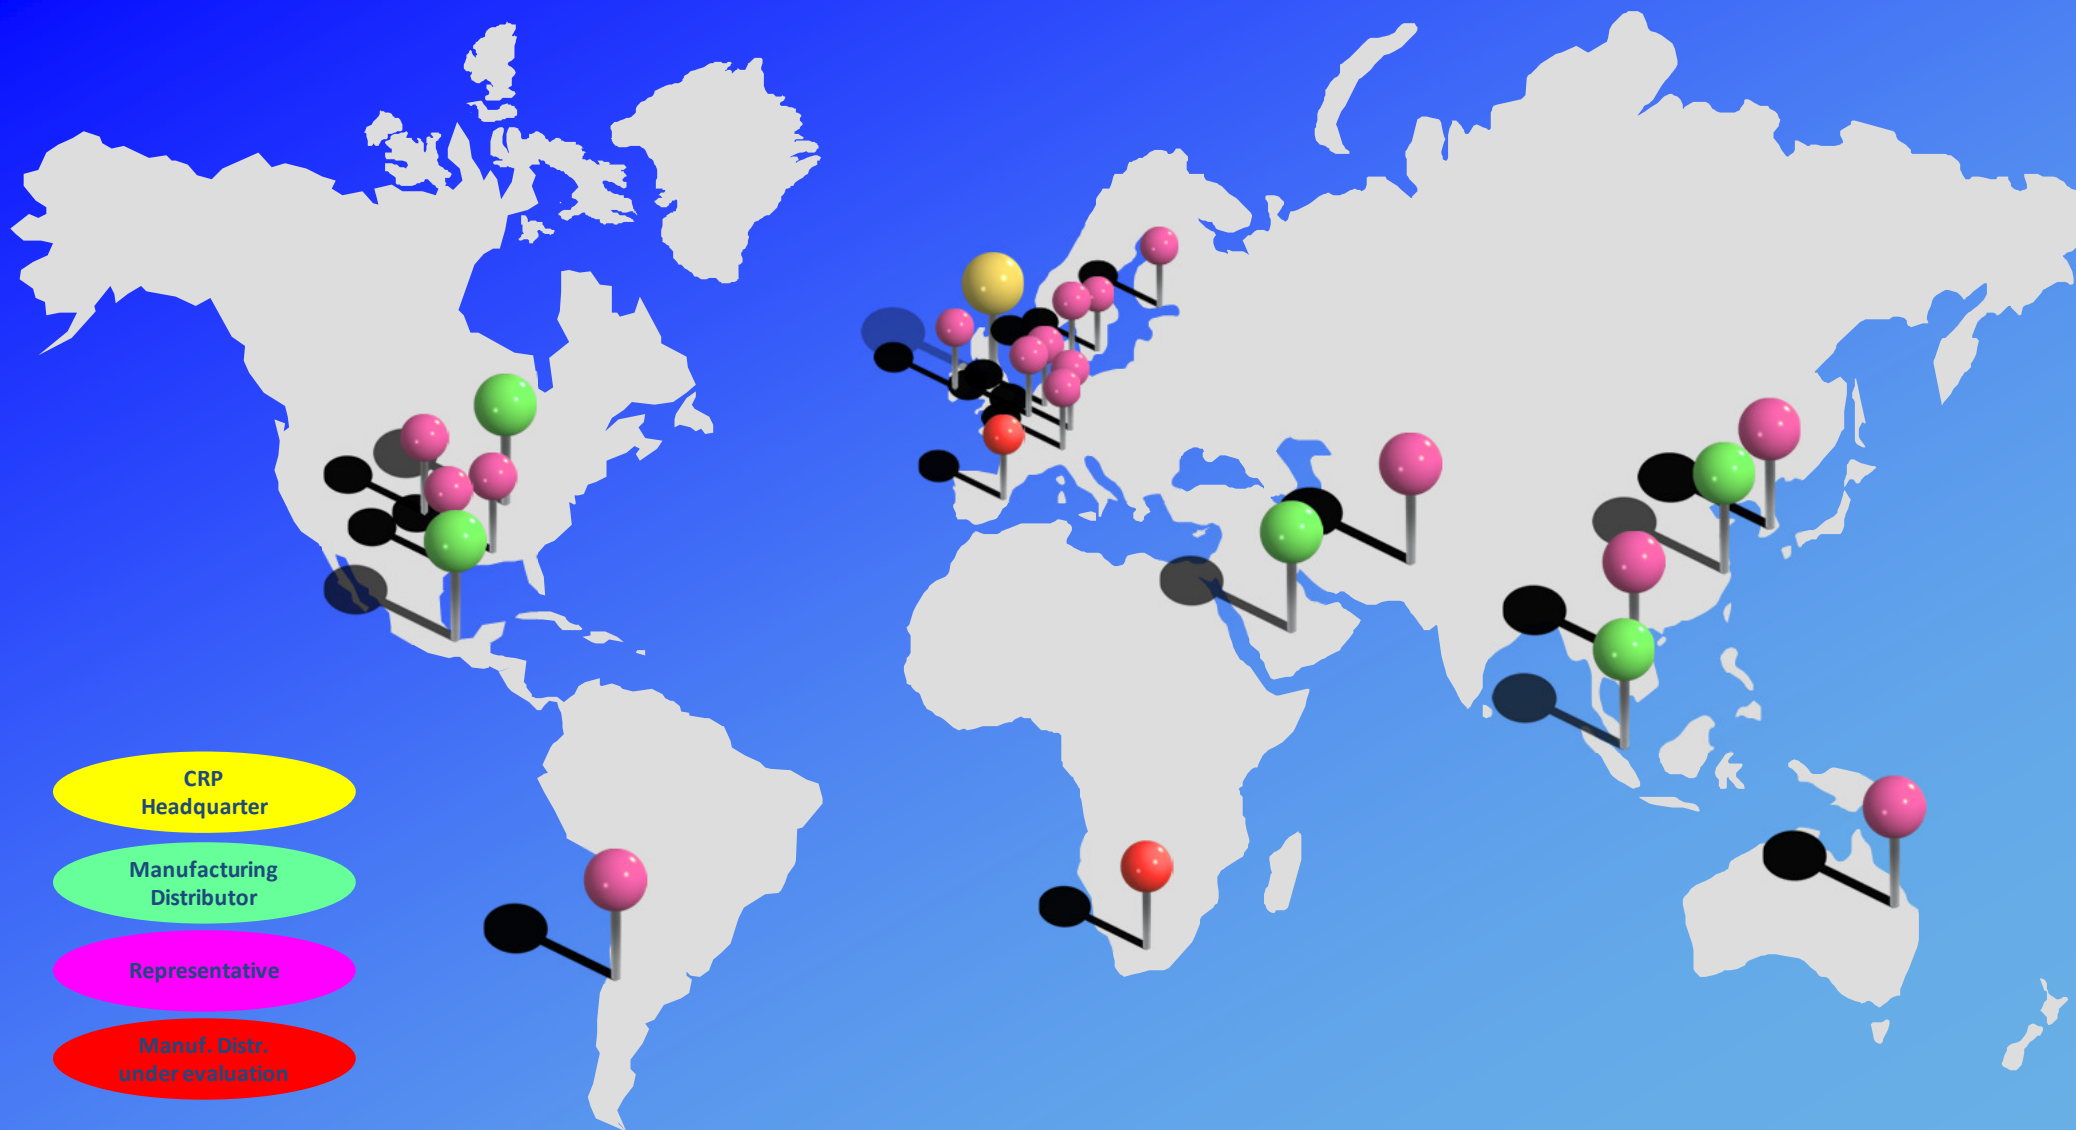 CRP
Headquarter
Manufacturing
Distributor
Representative
Manuf. Distr.
under evaluation